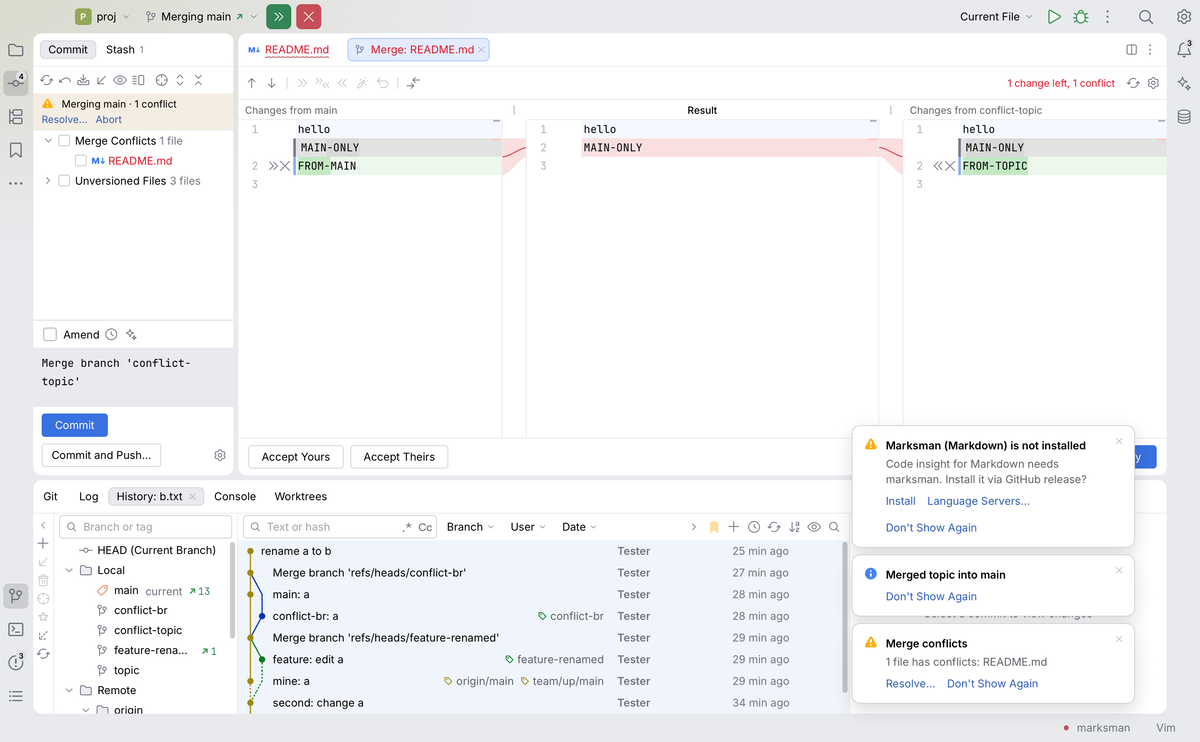 P proj
Merging main
Current File
Commit
Stash 1
4
3
README.md
Merge: README.md
Merging main · 1 conflict
Resolve... Abort
1 change left, 1 conflict
Changes from main
Result
Changes from conflict-topic
Merge Conflicts 1 file
README.md
Unversioned Files 3 files
1 hello
MAIN-ONLY
2 FROM-MAIN
3
1 hello
2 MAIN-ONLY
3
1 hello
MAIN-ONLY
2 FROM-TOPIC
3
Amend
Merge branch 'conflict-
topic'
Commit
Commit and Push...
Accept Yours
Accept Theirs
Marksman (Markdown) is not installed
Code insight for Markdown needs
marksman. Install it via GitHub release?
Install Language Servers...
Don't Show Again
Git
Log
History: b.txt
Console
Worktrees
Branch or tag
HEAD (Current Branch)
Local
main current 13
conflict-br
conflict-topic
feature-rena... 1
topic
Remote
origin
Text or hash
.* Cc
Branch
User
Date
rename a to b Tester 25 min ago
Merge branch 'refs/heads/conflict-br' Tester 27 min ago
main: a Tester 28 min ago
conflict-br: a conflict-br Tester 28 min ago
Merge branch 'refs/heads/feature-renamed' Tester 29 min ago
feature: edit a feature-renamed Tester 29 min ago
mine: a origin/main team/up/main Tester 29 min ago
second: change a Tester 34 min ago
Merged topic into main
Don't Show Again
Merge conflicts
1 file has conflicts: README.md
Resolve... Don't Show Again
3
marksman
Vim